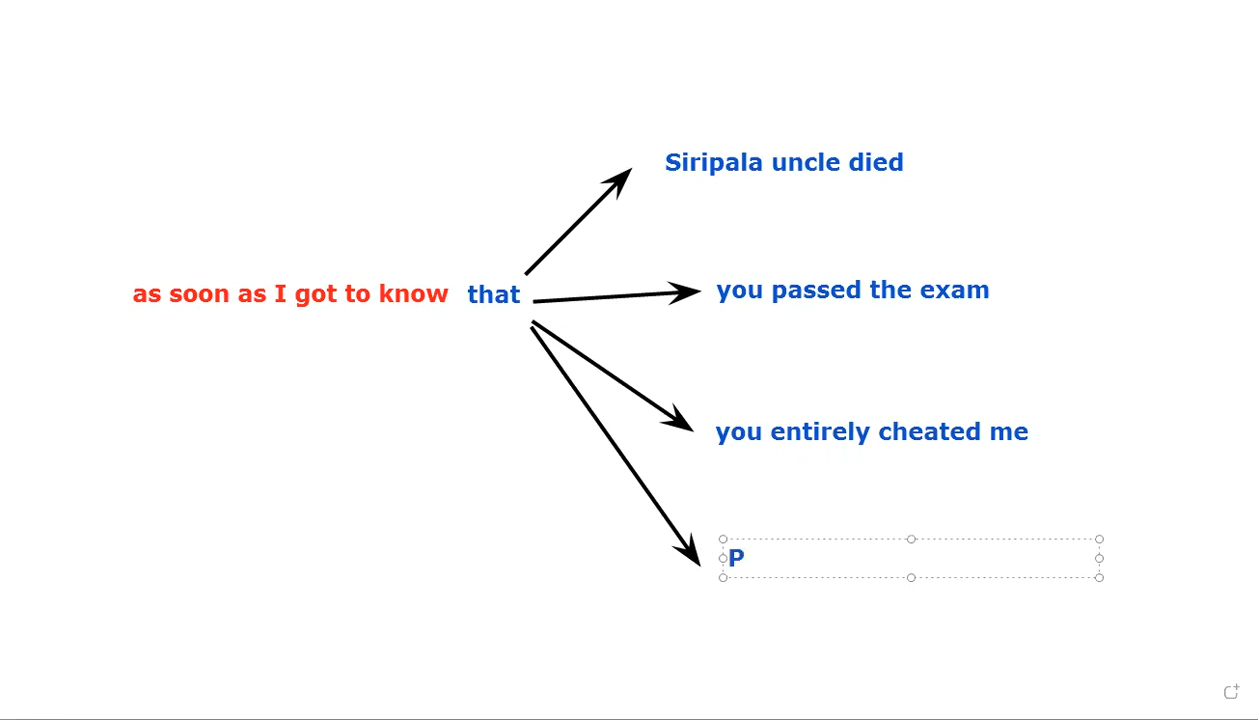 Siripala uncle died
as soon as I got to know that
you passed the exam
you entirely cheated me
P